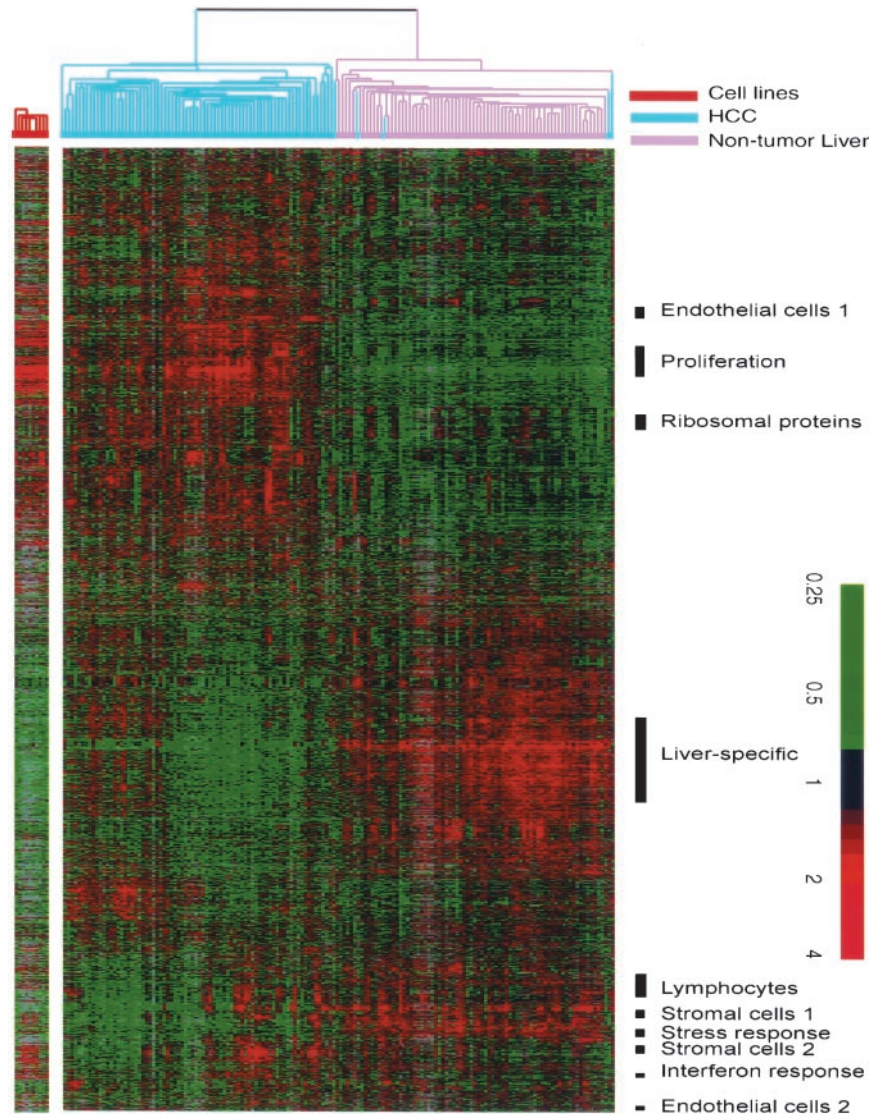 Cell lines
HCC
Non-tumor Liver
Endothelial cells 1
Proliferation
Ribosomal proteins
0.25
0.5
1
2
4
Liver-specific
Lymphocytes
Stromal cells 1
Stress response
Stromal cells 2
Interferon response
Endothelial cells 2